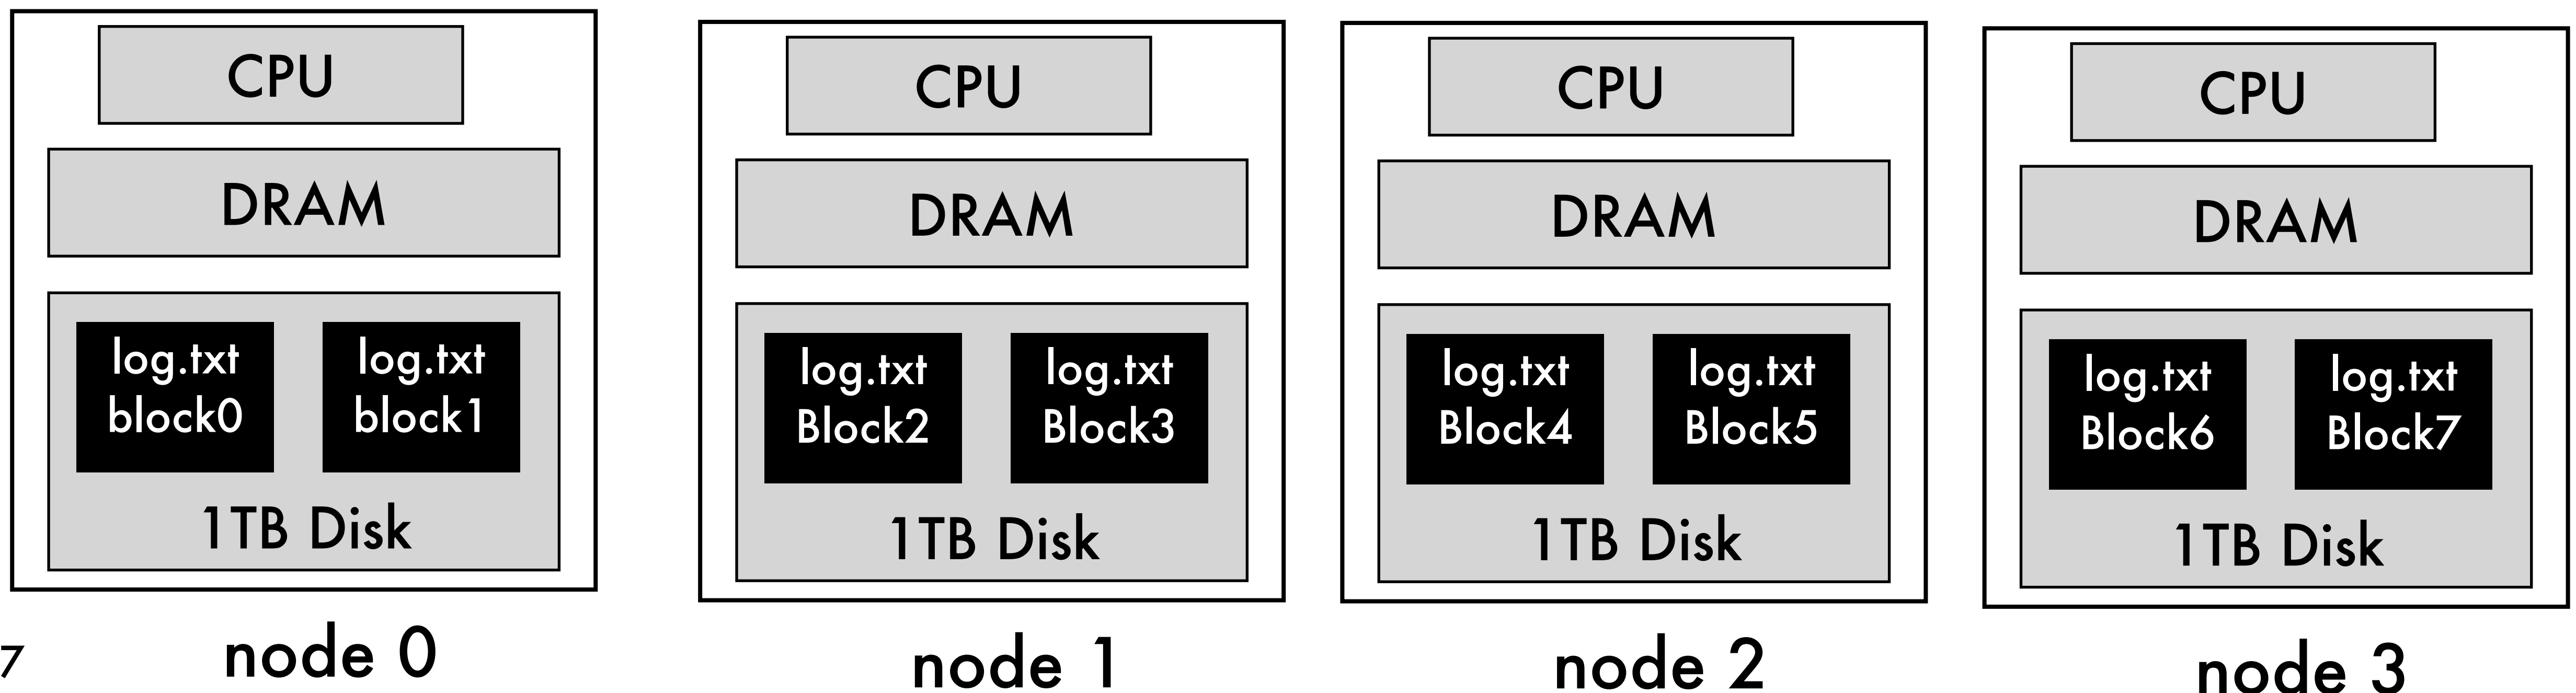 CPU
DRAM
log.txt
block0
log.txt
block1
1TB Disk
node 0
CPU
DRAM
log.txt
Block2
log.txt
Block3
1TB Disk
node 1
CPU
DRAM
log.txt
Block4
log.txt
Block5
1TB Disk
node 2
CPU
DRAM
log.txt
Block6
log.txt
Block7
1TB Disk
node 3
7